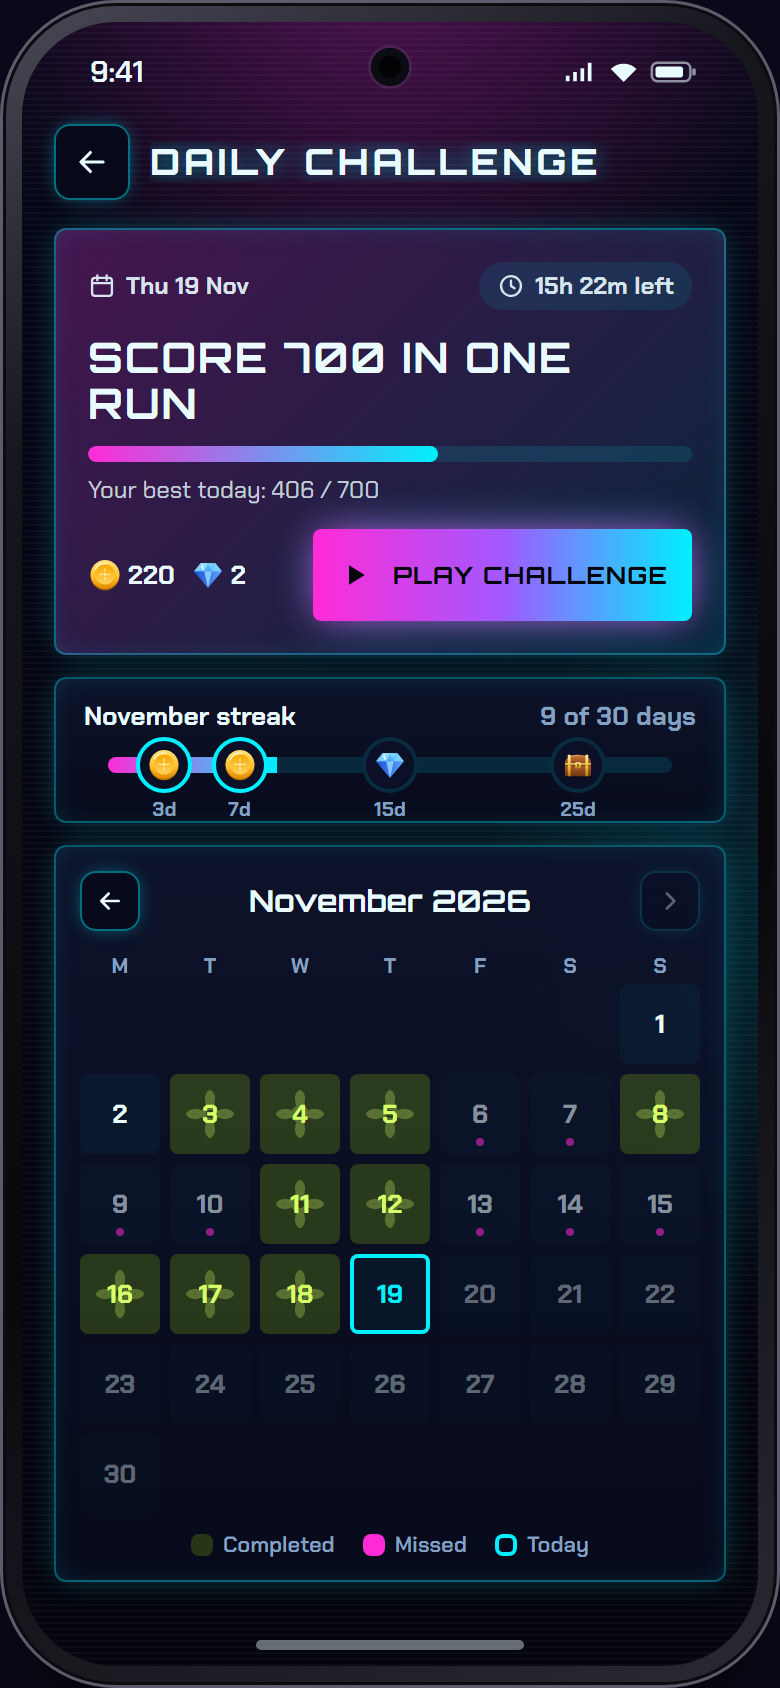 9:41
DAILY CHALLENGE
Thu 19 Nov
15h 22m left
SCORE 700 IN ONE
RUN
Your best today: 406 / 700
220 2
PLAY CHALLENGE
November streak
9 of 30 days
3d 7d 15d 25d
November 2026
M T W T F S S
1
2 3 4 5 6 7 8
9 10 11 12 13 14 15
16 17 18 19 20 21 22
23 24 25 26 27 28 29
30
Completed Missed Today